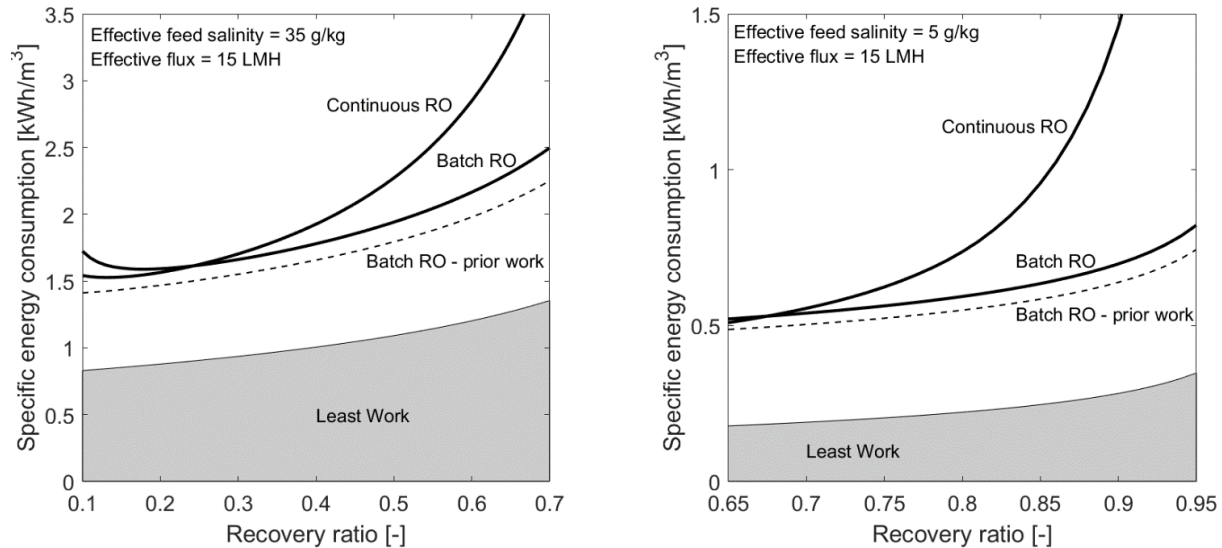 Effective feed salinity = 35 g/kg
Effective flux = 15 LMH
Continuous RO
Batch RO
Batch RO - prior work
Least Work
3.5
3
2.5
2
1.5
1
0.5
0
0.1
0.2
0.3
0.4
0.5
0.6
0.7
Specific energy consumption [kWh/m³]
Recovery ratio [-]
Effective feed salinity = 5 g/kg
Effective flux = 15 LMH
Continuous RO
Batch RO
Batch RO - prior work
Least Work
1.5
1
0.5
0
0.65
0.7
0.75
0.8
0.85
0.9
0.95
Specific energy consumption [kWh/m³]
Recovery ratio [-]